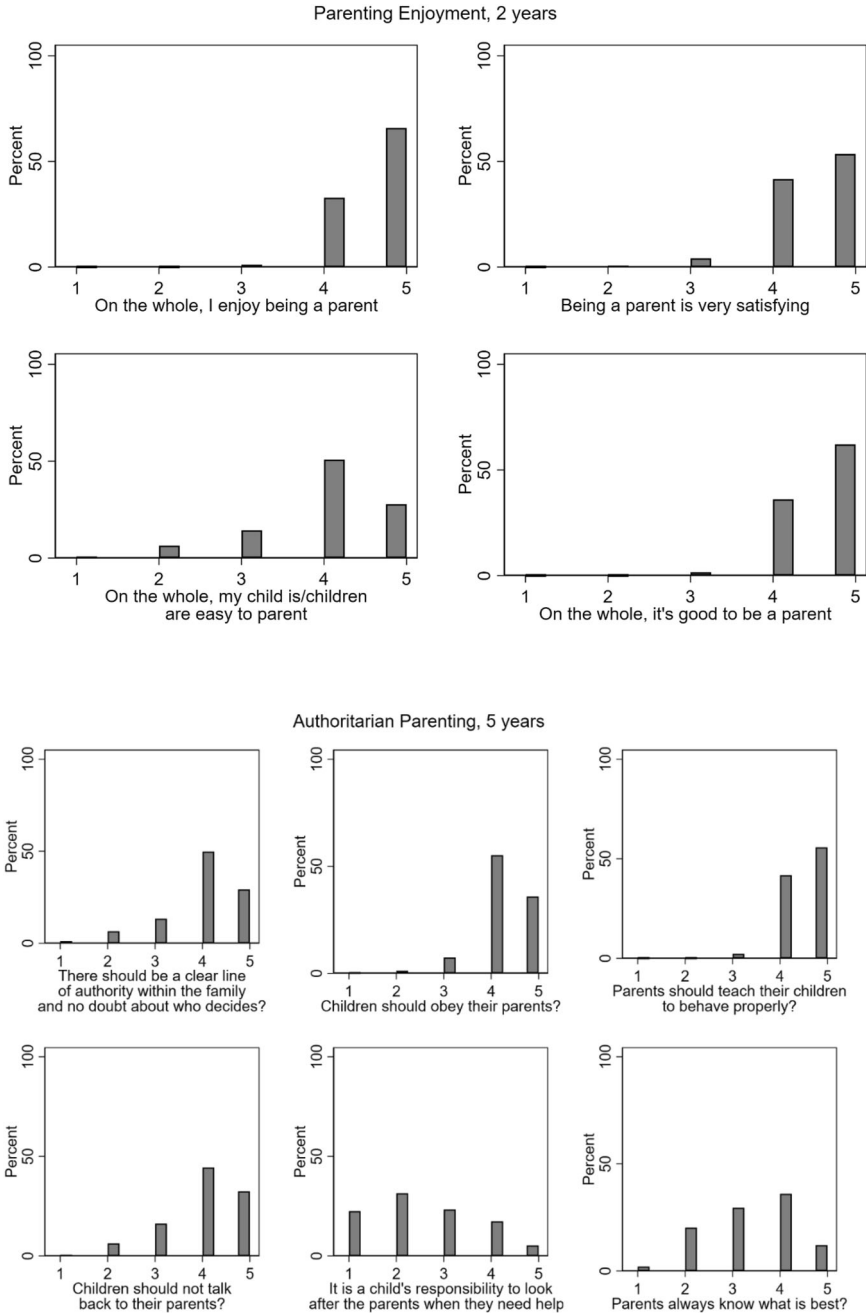 Parenting Enjoyment, 2 years
100
50
0
Percent
1 2 3 4 5
On the whole, I enjoy being a parent
100
50
0
Percent
1 2 3 4 5
Being a parent is very satisfying
100
50
0
Percent
1 2 3 4 5
On the whole, my child is/children
are easy to parent
100
50
0
Percent
1 2 3 4 5
On the whole, it's good to be a parent
Authoritarian Parenting, 5 years
100
50
0
Percent
1 2 3 4 5
There should be a clear line
of authority within the family
and no doubt about who decides?
100
50
0
Percent
1 2 3 4 5
Children should obey their parents?
100
50
0
Percent
1 2 3 4 5
Parents should teach their children
to behave properly?
100
50
0
Percent
1 2 3 4 5
Children should not talk
back to their parents?
100
50
0
Percent
1 2 3 4 5
It is a child's responsibility to look
after the parents when they need help
100
50
0
Percent
1 2 3 4 5
Parents always know what is best?